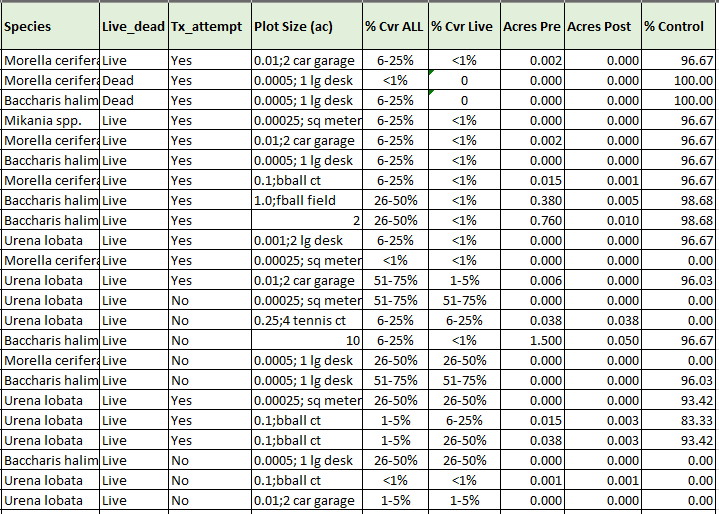 Species Live_dead Tx_attempt Plot Size (ac) % Cvr ALL % Cvr Live Acres Pre Acres Post % Control
Morella cerifera Live Yes 0.01;2 car garage 6-25% <1% 0.002 0.000 96.67
Morella cerifera Dead Yes 0.0005; 1 lg desk <1% 0 0.000 0.000 100.00
Baccharis halim Dead Yes 0.0005; 1 lg desk 6-25% 0 0.000 0.000 100.00
Mikania spp. Live Yes 0.00025; sq meter 6-25% <1% 0.000 0.000 96.67
Morella cerifera Live Yes 0.01;2 car garage 6-25% <1% 0.002 0.000 96.67
Baccharis halim Live Yes 0.0005; 1 lg desk 6-25% <1% 0.000 0.000 96.67
Morella cerifera Live Yes 0.1;bball ct 6-25% <1% 0.015 0.001 96.67
Baccharis halim Live Yes 1.0;fball field 26-50% <1% 0.380 0.005 98.68
Baccharis halim Live Yes 2 26-50% <1% 0.760 0.010 98.68
Urena lobata Live Yes 0.001;2 lg desk 6-25% <1% 0.000 0.000 96.67
Morella cerifera Live Yes 0.00025; sq meter <1% <1% 0.000 0.000 0.00
Urena lobata Live Yes 0.01;2 car garage 51-75% 1-5% 0.006 0.000 96.03
Urena lobata Live No 0.00025; sq meter 51-75% 51-75% 0.000 0.000 0.00
Urena lobata Live No 0.25;4 tennis ct 6-25% 6-25% 0.038 0.038 0.00
Baccharis halim Live No 10 6-25% <1% 1.500 0.050 96.67
Morella cerifera Live No 0.0005; 1 lg desk 26-50% 26-50% 0.000 0.000 0.00
Baccharis halim Live No 0.0005; 1 lg desk 51-75% 51-75% 0.000 0.000 96.03
Urena lobata Live Yes 0.00025; sq meter 26-50% 26-50% 0.000 0.000 93.42
Urena lobata Live Yes 0.1;bball ct 1-5% 6-25% 0.015 0.003 83.33
Urena lobata Live Yes 0.1;bball ct 1-5% 26-50% 0.038 0.003 93.42
Baccharis halim Live No 0.0005; 1 lg desk 26-50% 26-50% 0.000 0.000 0.00
Urena lobata Live No 0.1;bball ct <1% <1% 0.001 0.001 0.00
Urena lobata Live No 0.01;2 car garage 1-5% 1-5% 0.000 0.000 0.00